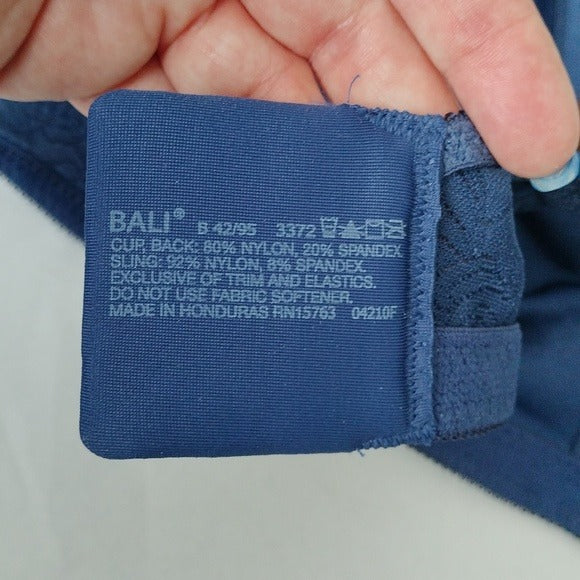 BALI® B 42/95 3372
CUP, BACK: 80% NYLON, 20% SPANDEX
SLING: 92% NYLON, 8% SPANDEX.
EXCLUSIVE OF TRIM AND ELASTICS.
DO NOT USE FABRIC SOFTENER.
MADE IN HONDURAS RN15763 04210F